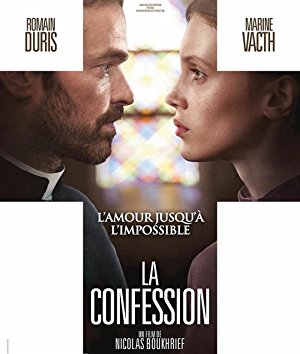 ROMAIN
DURIS
MARINE
VACTH
L'AMOUR JUSQU'À
L'IMPOSSIBLE
LA
CONFESSION
UN FILM DE
NICOLAS BOUKHRIEF